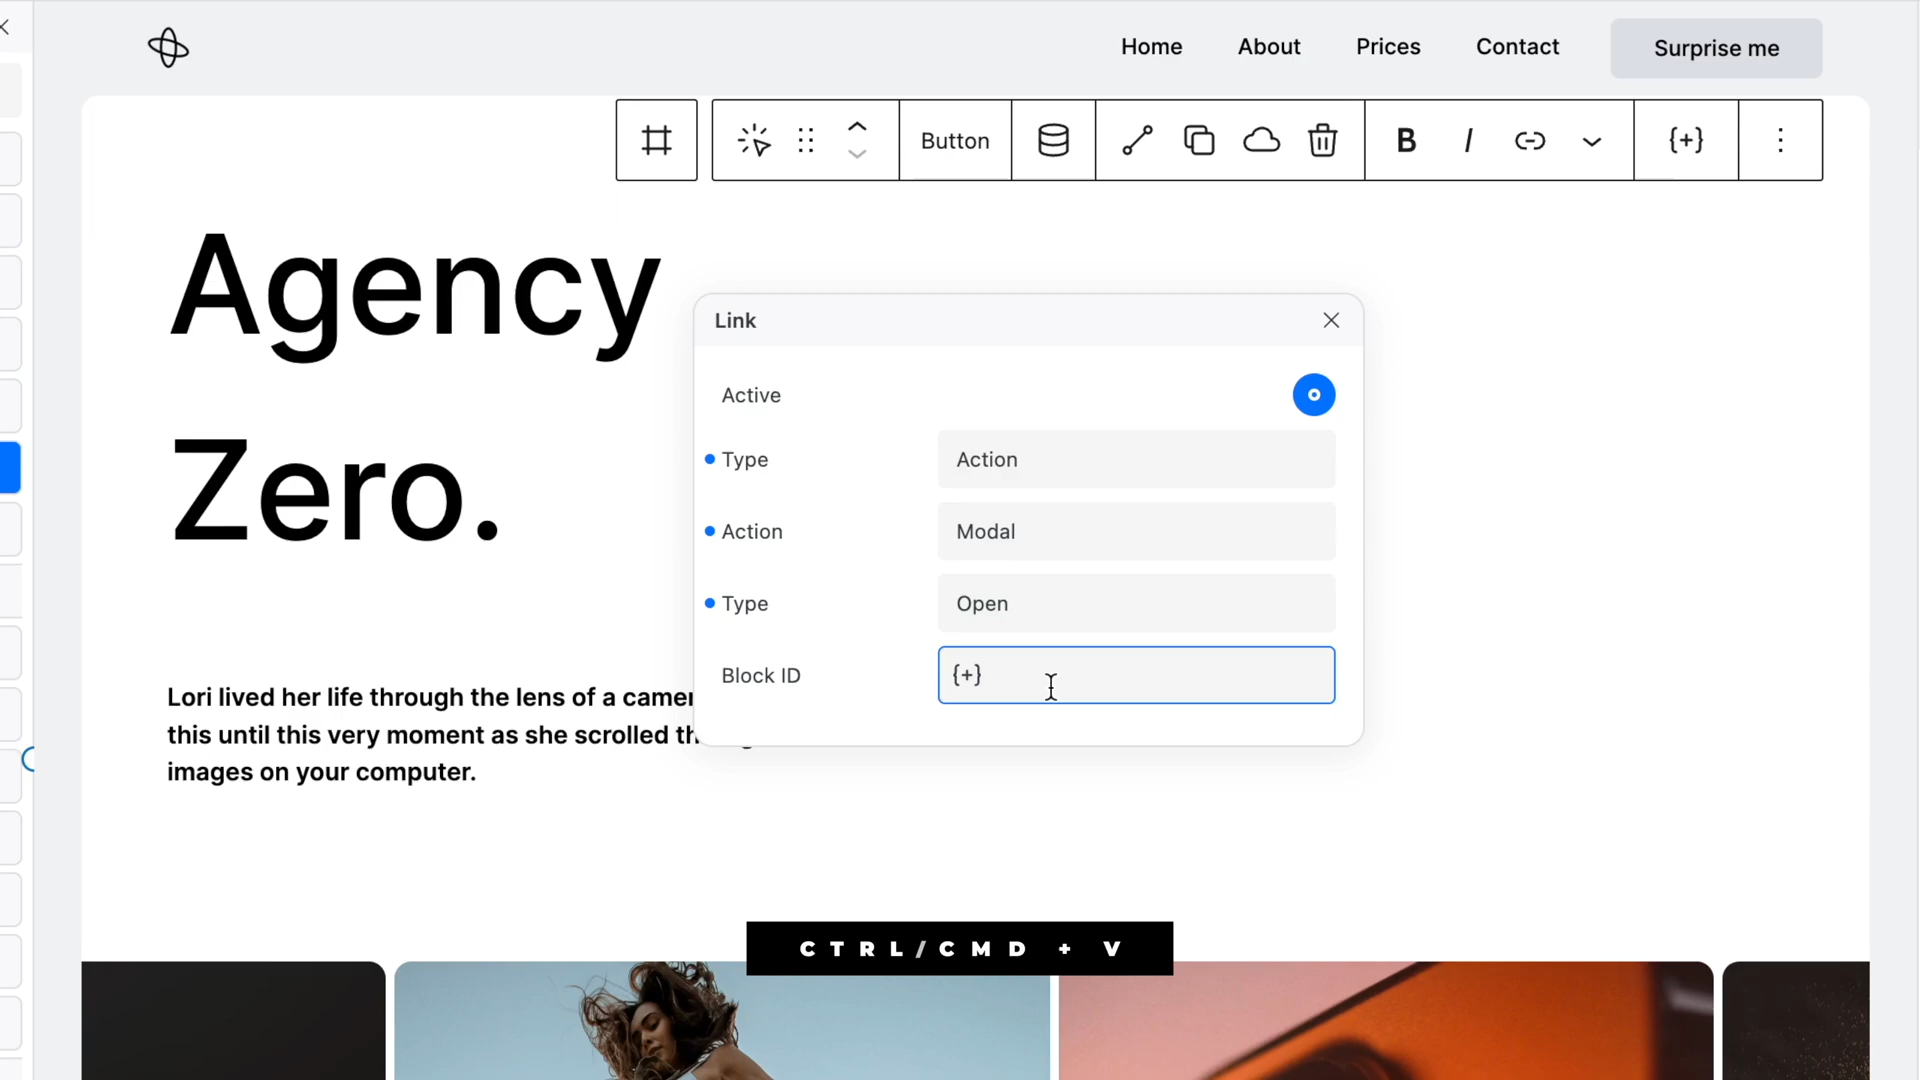 Home About Prices Contact Surprise me
Button B I {+}
Agency
Zero.
Link
Active
Type Action
Action Modal
Type Open
Block ID {+}
Lori lived her life through the lens of a
this until this very moment as she scrolled
images on your computer.
CTRL/CMD + V